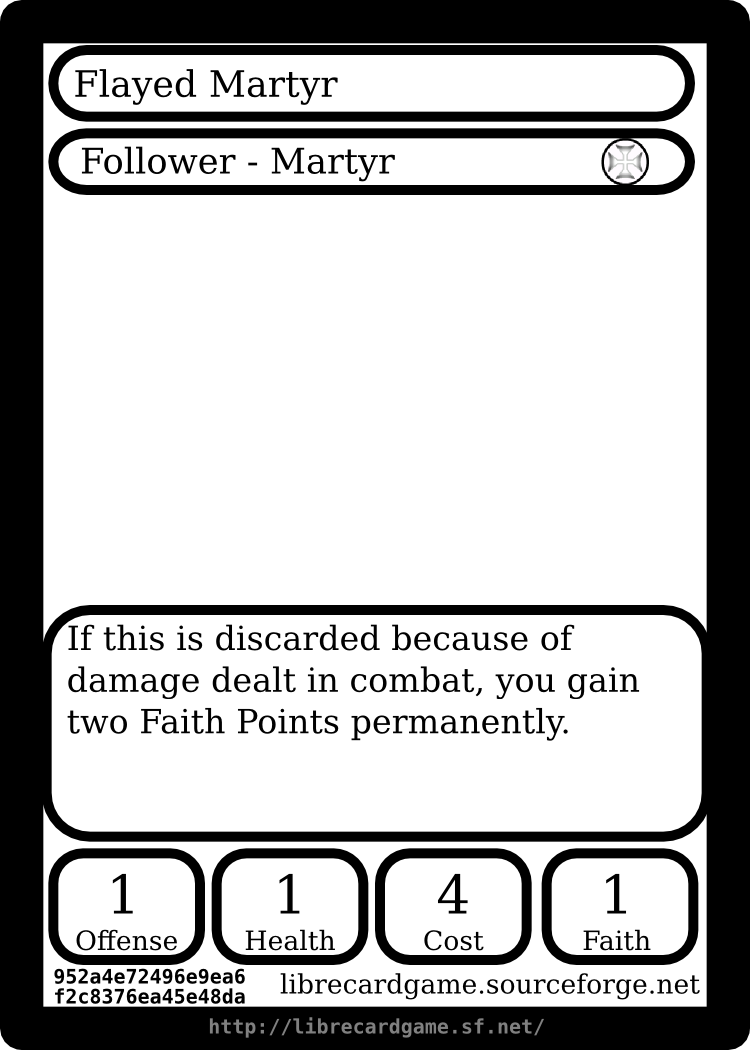 Flayed Martyr
Follower - Martyr
If this is discarded because of
damage dealt in combat, you gain
two Faith Points permanently.
1
Offense
1
Health
4
Cost
1
Faith
952a4e72496e9ea6
f2c8376ea45e48da
librecardgame.sourceforge.net
http://librecardgame.sf.net/